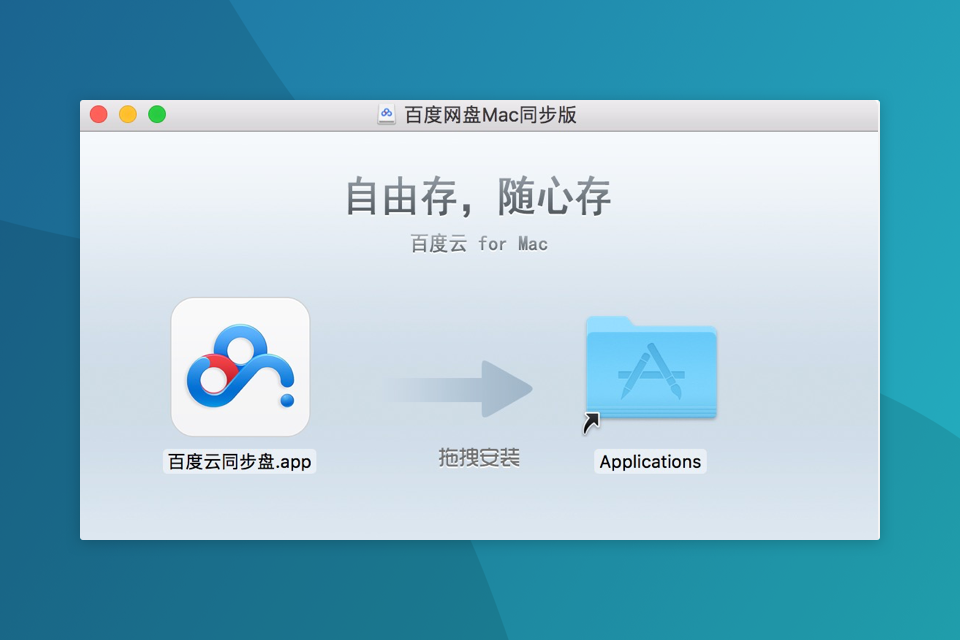 百度网盘Mac同步版
自由存，随心存
百度云 for Mac
百度云同步盘.app
拖拽安装
Applications